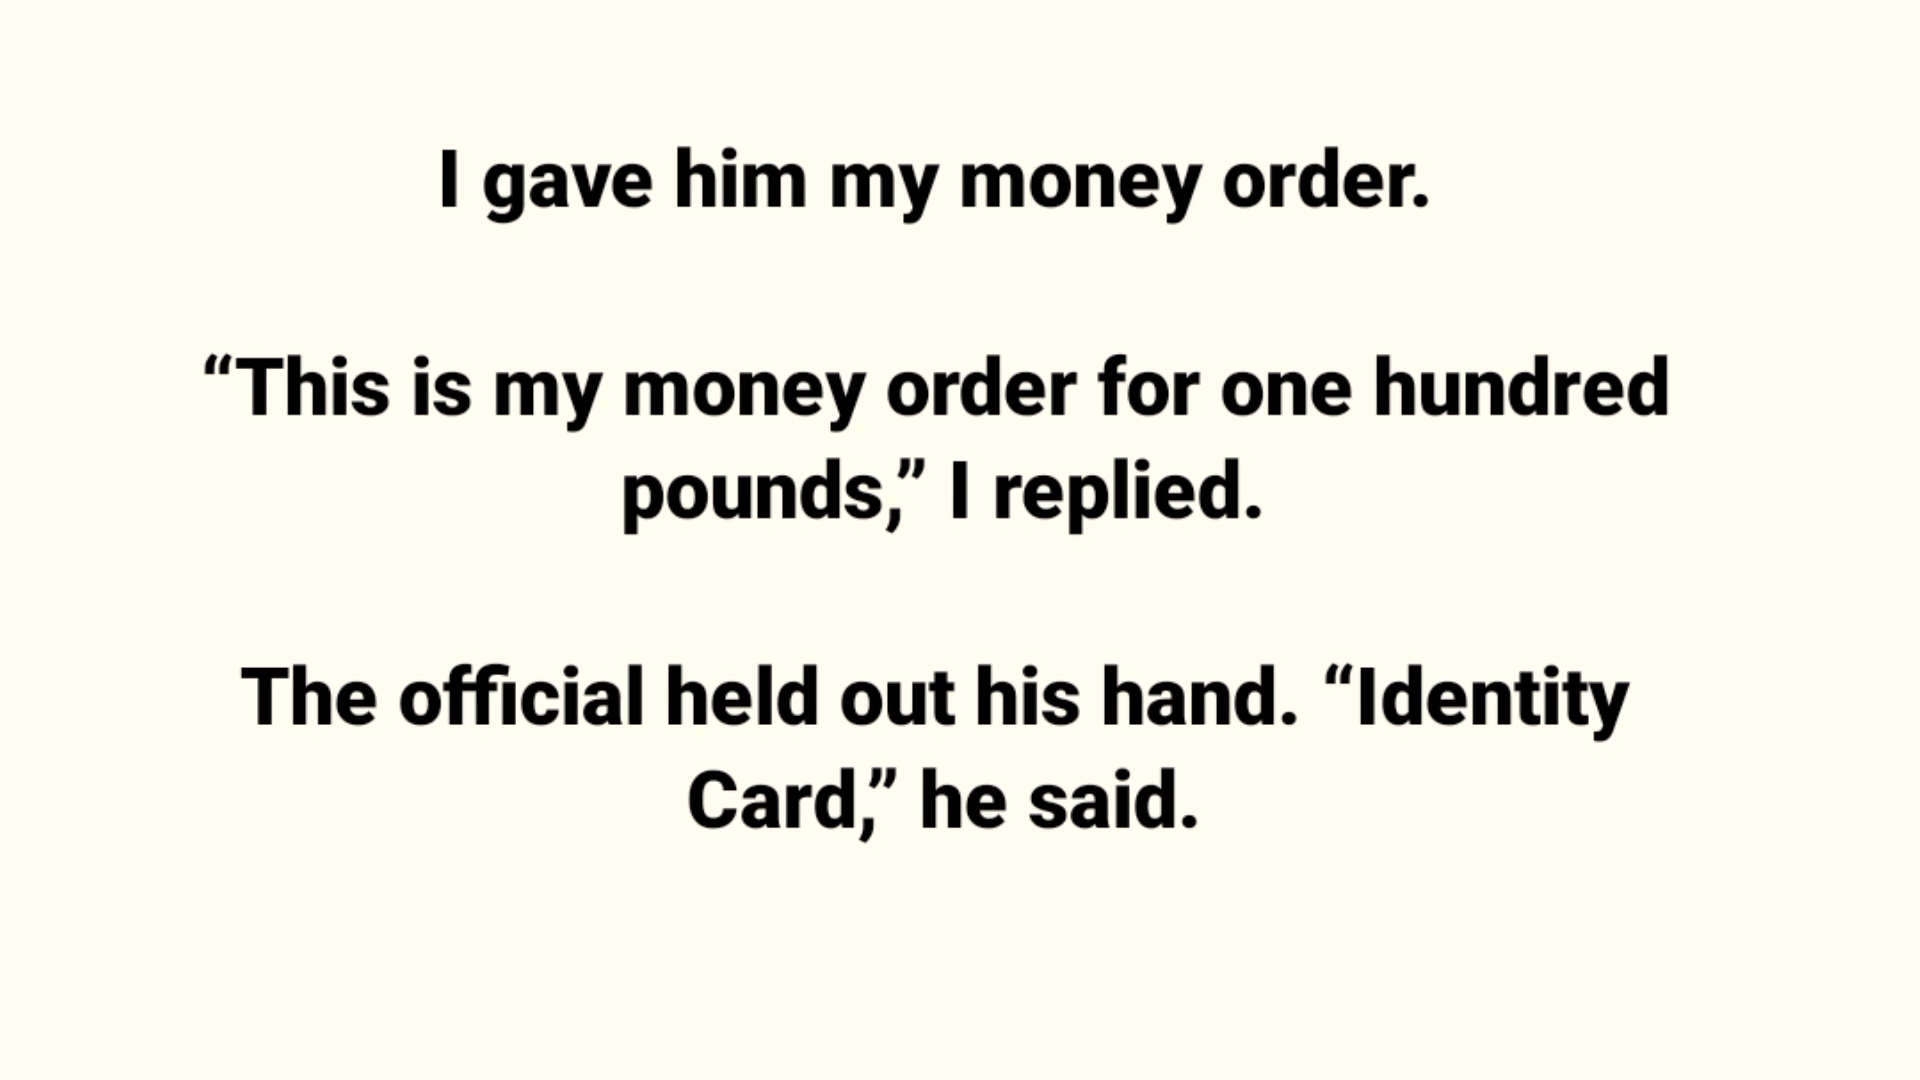 I gave him my money order.
“This is my money order for one hundred
pounds,” I replied.
The official held out his hand. “Identity
Card,” he said.